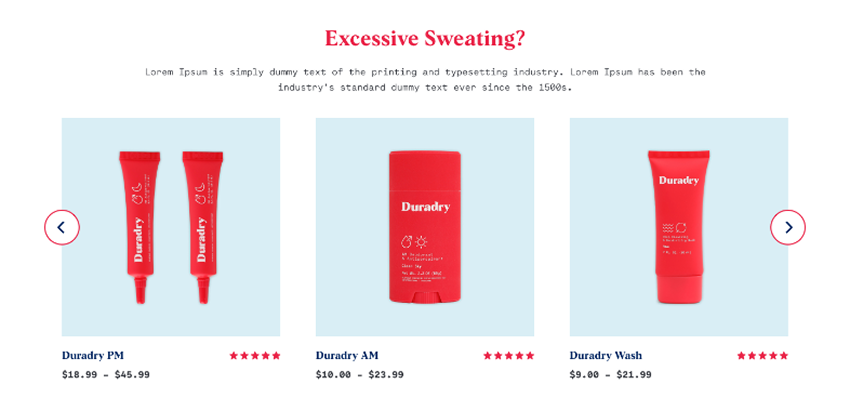 Excessive Sweating?
Lorem Ipsum is simply dummy text of the printing and typesetting industry. Lorem Ipsum has been the
industry's standard dummy text ever since the 1500s.
Duradry
Duradry
Duradry
Duradry
Duradry PM
$18.99 – $45.99
Duradry AM
$10.00 – $23.99
Duradry Wash
$9.00 – $21.99